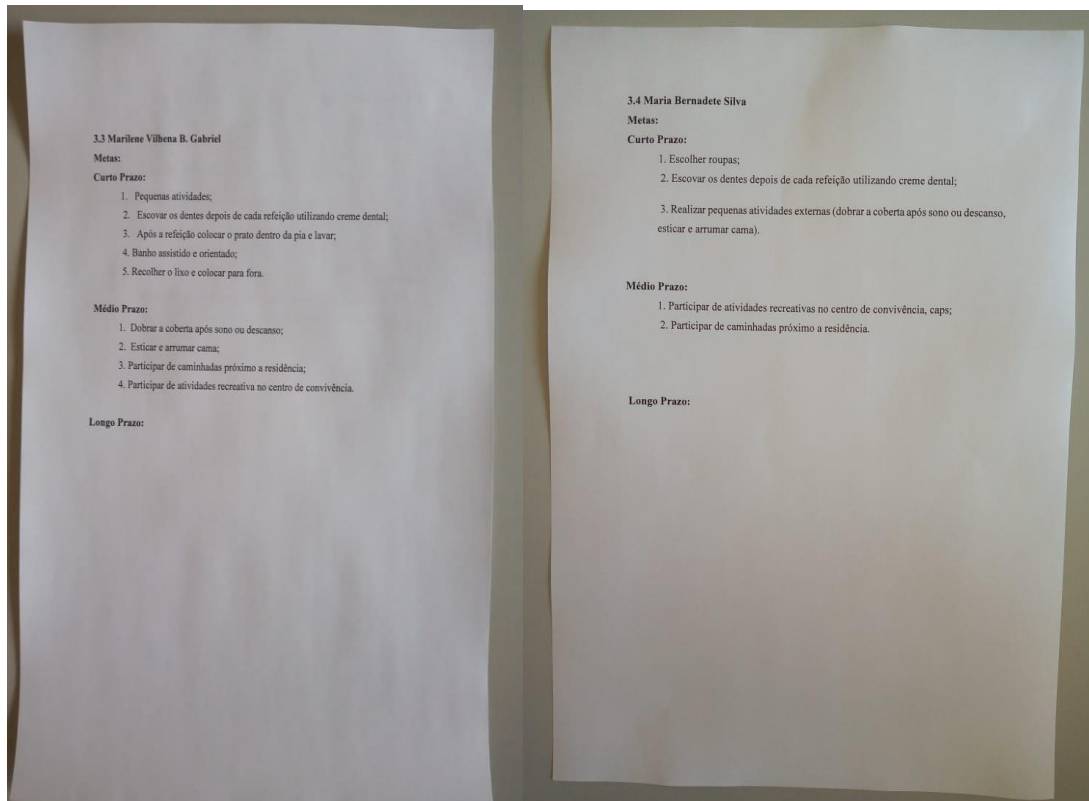 3.3 Marilene Vilhena B. Gabriel
Metas:
Curto Prazo:
1. Pequenas atividades;
2. Escovar os dentes depois de cada refeição utilizando creme dental;
3. Após a refeição colocar o prato dentro da pia e lavar;
4. Banho assistido e orientado;
5. Recolher o lixo e colocar para fora.
Médio Prazo:
1. Dobrar a coberta após sono ou descanso;
2. Esticar e arrumar cama;
3. Participar de caminhadas próximo a residência;
4. Participar de atividades recreativa no centro de convivência.
Longo Prazo:
3.4 Maria Bernadete Silva
Metas:
Curto Prazo:
1. Escolher roupas;
2. Escovar os dentes depois de cada refeição utilizando creme dental;
3. Realizar pequenas atividades externas (dobrar a coberta após sono ou descanso,
esticar e arrumar cama).
Médio Prazo:
1. Participar de atividades recreativas no centro de convivência, caps;
2. Participar de caminhadas próximo a residência.
Longo Prazo: